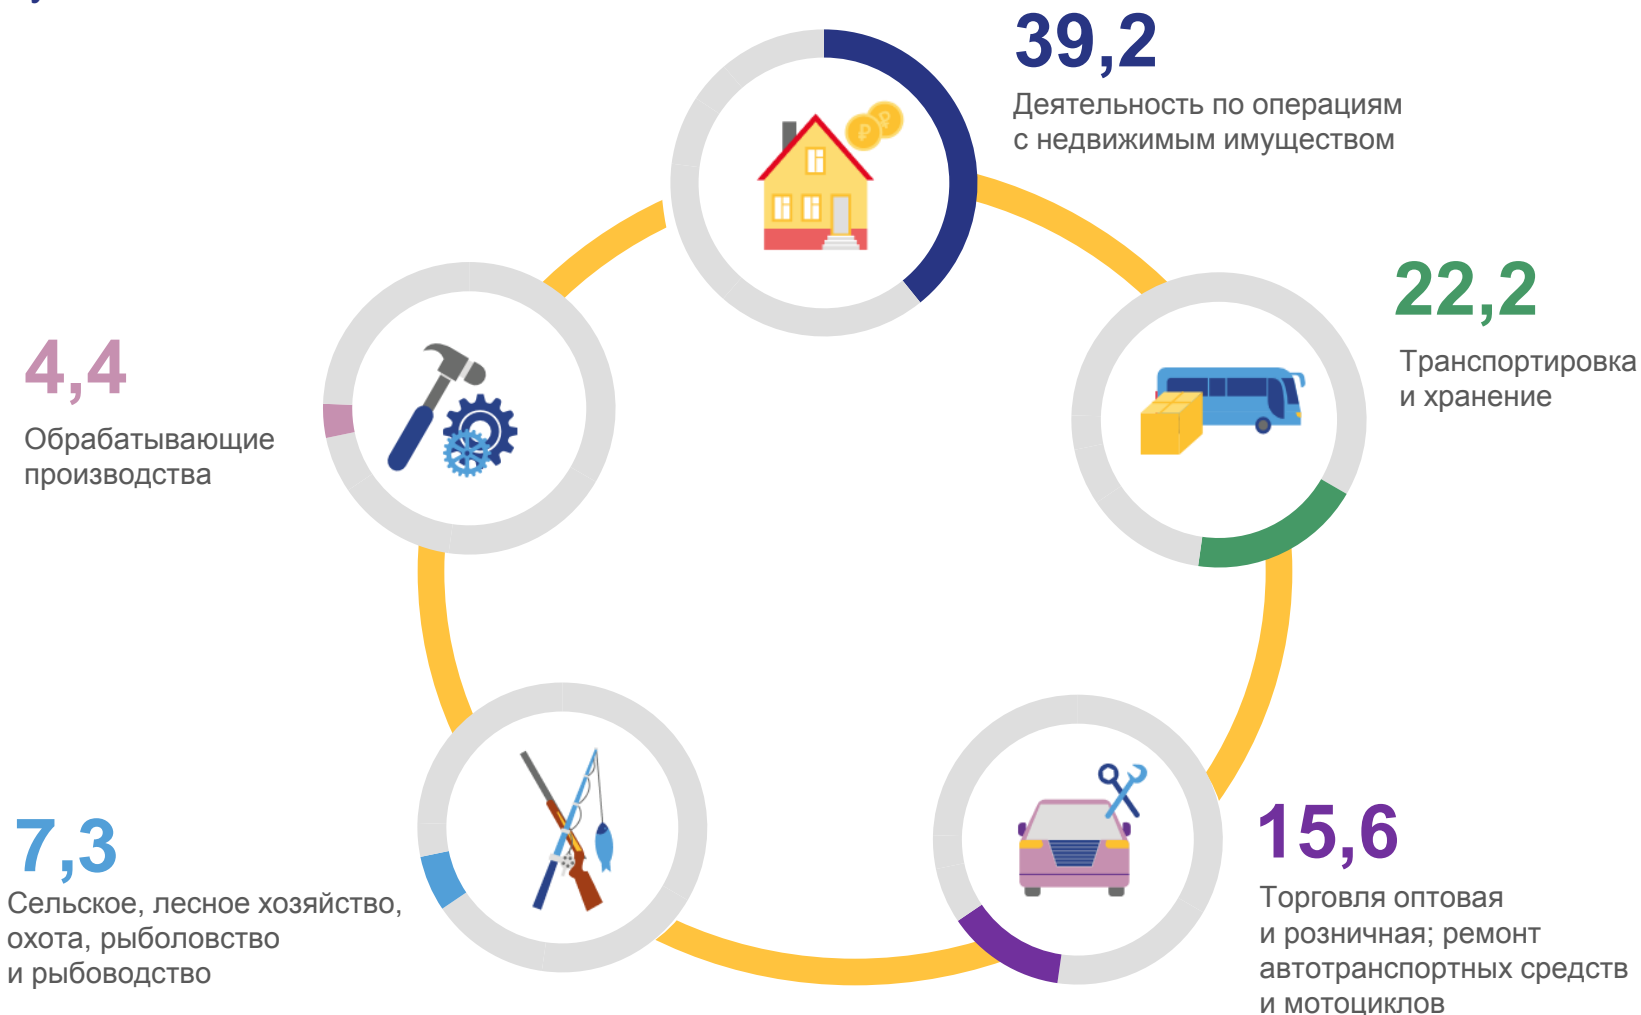 39,2
Деятельность по операциям
с недвижимым имуществом
22,2
Транспортировка
и хранение
4,4
Обрабатывающие
производства
7,3
Сельское, лесное хозяйство,
охота, рыболовство
и рыбоводство
15,6
Торговля оптовая
и розничная; ремонт
автотранспортных средств
и мотоциклов